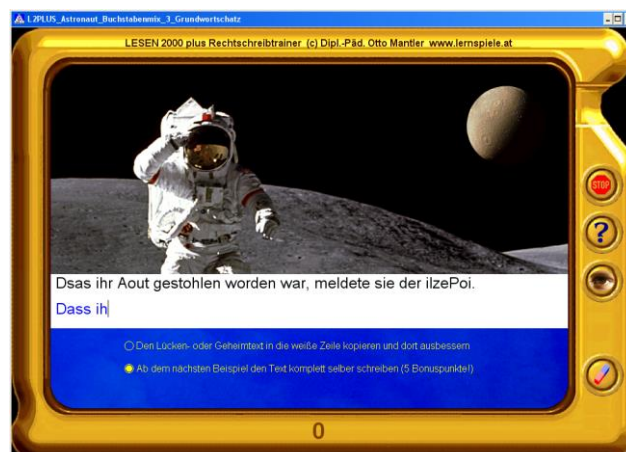 L2PLUS_Astronaut_Buchstabenmix_3_Grundwortschatz
LESEN 2000 plus Rechtschreibtrainer (c) Dipl.-Päd. Otto Mantler www.lernspiele.at
STOP
?
Dsas ihr Aout gestohlen worden war, meldete sie der ilzePoi.
Dass ih
Den Lücken- oder Geheimtext in die weiße Zeile kopieren und dort ausbessern
Ab dem nächsten Beispiel den Text komplett selber schreiben (5 Bonuspunkte!)
0